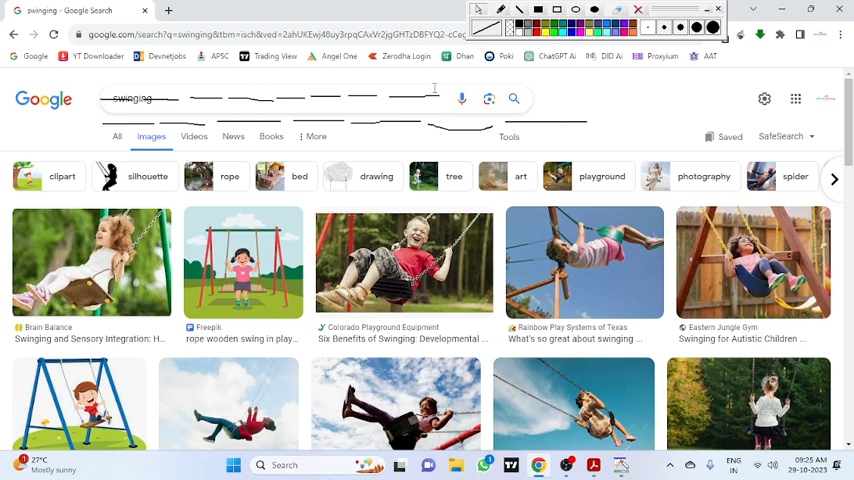 swinging - Google Search
google.com/search?q=swinging&tbm=isch&ved=2ahUKEwj48uy3rpqCAxVr2jgGHTzDBFYQ2-cCeg
Google YT Downloader Devnetjobs APSC Trading View Angel One Zerodha Login Dhan Poki ChatGpt Ai DID Ai Proxyium AAT
Google swinging
All Images Videos News Books More Tools Saved SafeSearch
clipart silhouette rope bed drawing tree art playground photography spider
Brain Balance Freepik Colorado Playground Equipment Rainbow Play Systems of Texas Eastern Jungle Gym
Swinging and Sensory Integration: H... rope wooden swing in play... Six Benefits of Swinging: Developmental ... What's so great about swinging ... Swinging for Autistic Children ...
27°C ENG 09:25 AM
Mostly sunny Search IN 29-10-2023